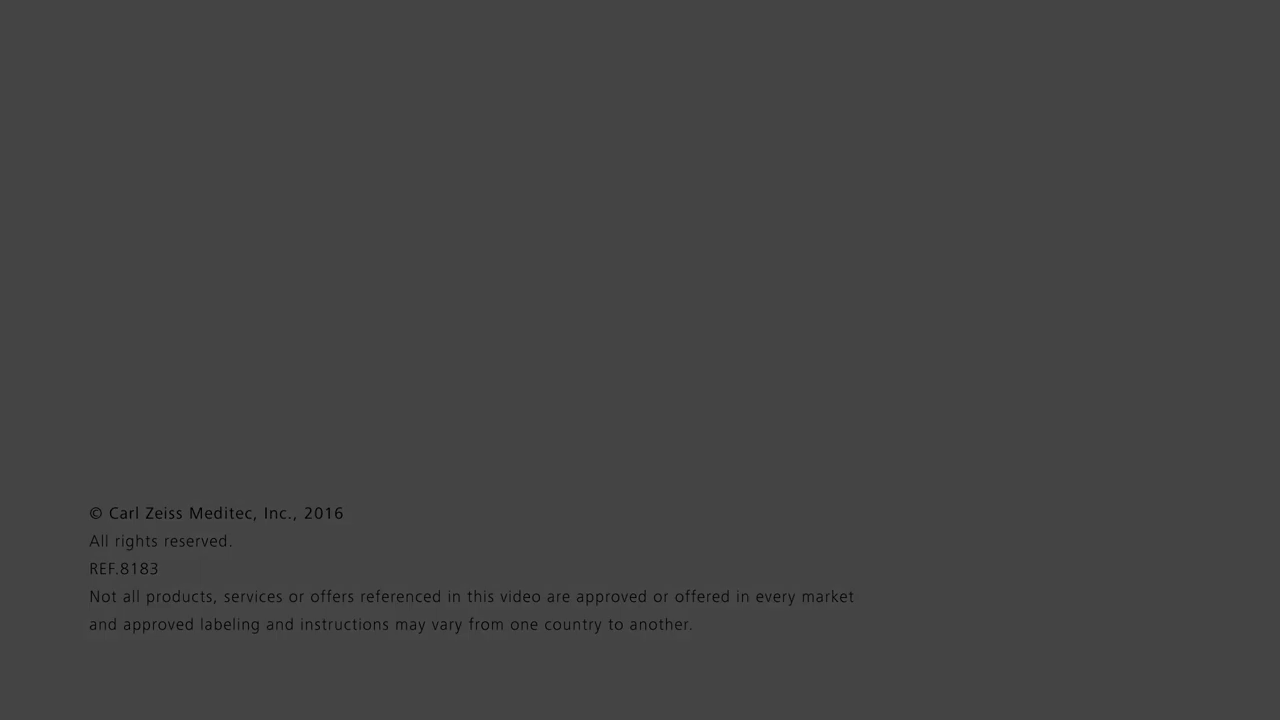 © Carl Zeiss Meditec, Inc., 2016
All rights reserved.
REF.8183
Not all products, services or offers referenced in this video are approved or offered in every market
and approved labeling and instructions may vary from one country to another.